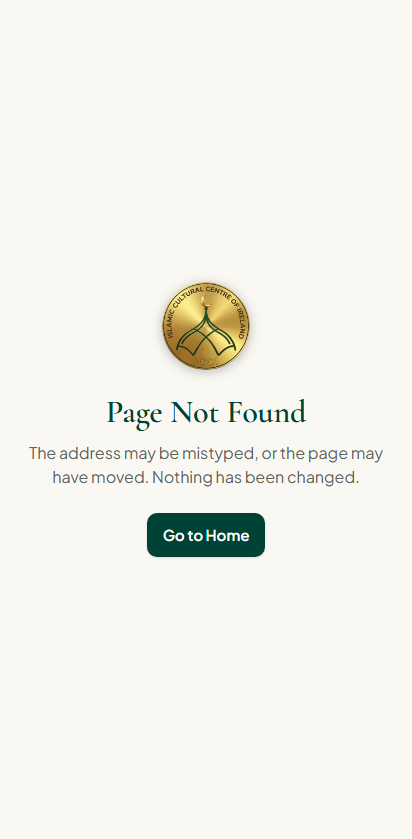 ISLAMIC CULTURAL CENTRE OF IRELAND
Page Not Found
The address may be mistyped, or the page may
have moved. Nothing has been changed.
Go to Home